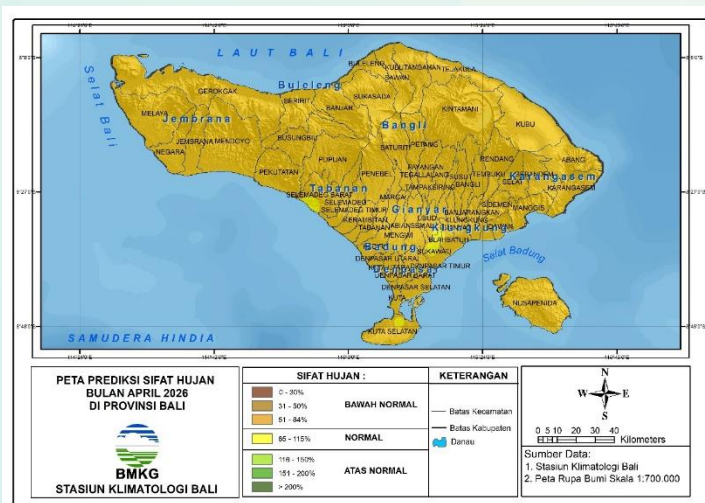 LAUT BALI
Selat Bali
Buleleng
BULELENG
KUBUTAMBAHAN
TEJAKULA
SAWAN
GEROKGAK
SERIRIT
SUKASADA
BANJAR
KINTAMANI
MELAYA
Jembrana
BUSUNGBIU
Bangli
KUBU
JEMBRANA
MENDOYO
NEGARA
PUPUAN
BATURITI
PETANG
RENDANG
ABANG
PEKUTATAN
PENEBEL
PAYANGAN
TEGALLALANG
SUSUT
TEMBUKU
Karangasem
SELAT
BANGLI
KARANGASEM
SELEMADEG BARAT
Tabanan
MARGA
TAMPAKSIRING
SELEMADEG
SELEMADEG TIMUR
Gianyar
SIDEMEN
MANGGIS
BANJARANGKAN
KERAMBITAN
UBUD
KLUNGKUNG
TABANAN
ABIANSEMAL
Klungkung
MENGWI
BLAHBATUH
Badung
SUKAWATI
Selat Badung
DENPASAR UTARA
DENPASAR TIMUR
Denpasar
DENPASAR BARAT
DENPASAR SELATAN
KUTA
NUSAPENIDA
KUTA SELATAN
SAMUDERA HINDIA
PETA PREDIKSI SIFAT HUJAN
BULAN APRIL 2026
DI PROVINSI BALI
BMKG
STASIUN KLIMATOLOGI BALI
SIFAT HUJAN :
0 - 30%
31 - 50%
51 - 84%
BAWAH NORMAL
85 - 115%
NORMAL
116 - 150%
151 - 200%
> 200%
ATAS NORMAL
KETERANGAN
Batas Kecamatan
Batas Kabupaten
Danau
N
W
E
S
0 5 10 20 30 40
Kilometers
Sumber Data:
1. Stasiun Klimatologi Bali
2. Peta Rupa Bumi Skala 1:700.000